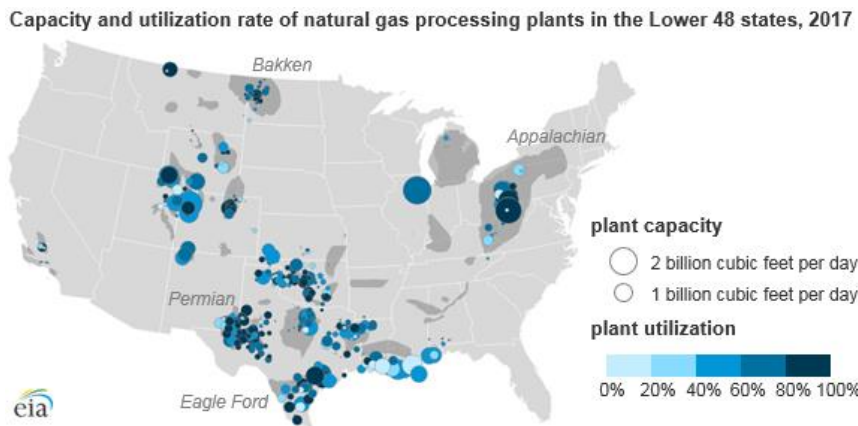 Capacity and utilization rate of natural gas processing plants in the Lower 48 states, 2017
Bakken
Appalachian
Permian
Eagle Ford
plant capacity
2 billion cubic feet per day
1 billion cubic feet per day
plant utilization
0% 20% 40% 60% 80% 100%
eia